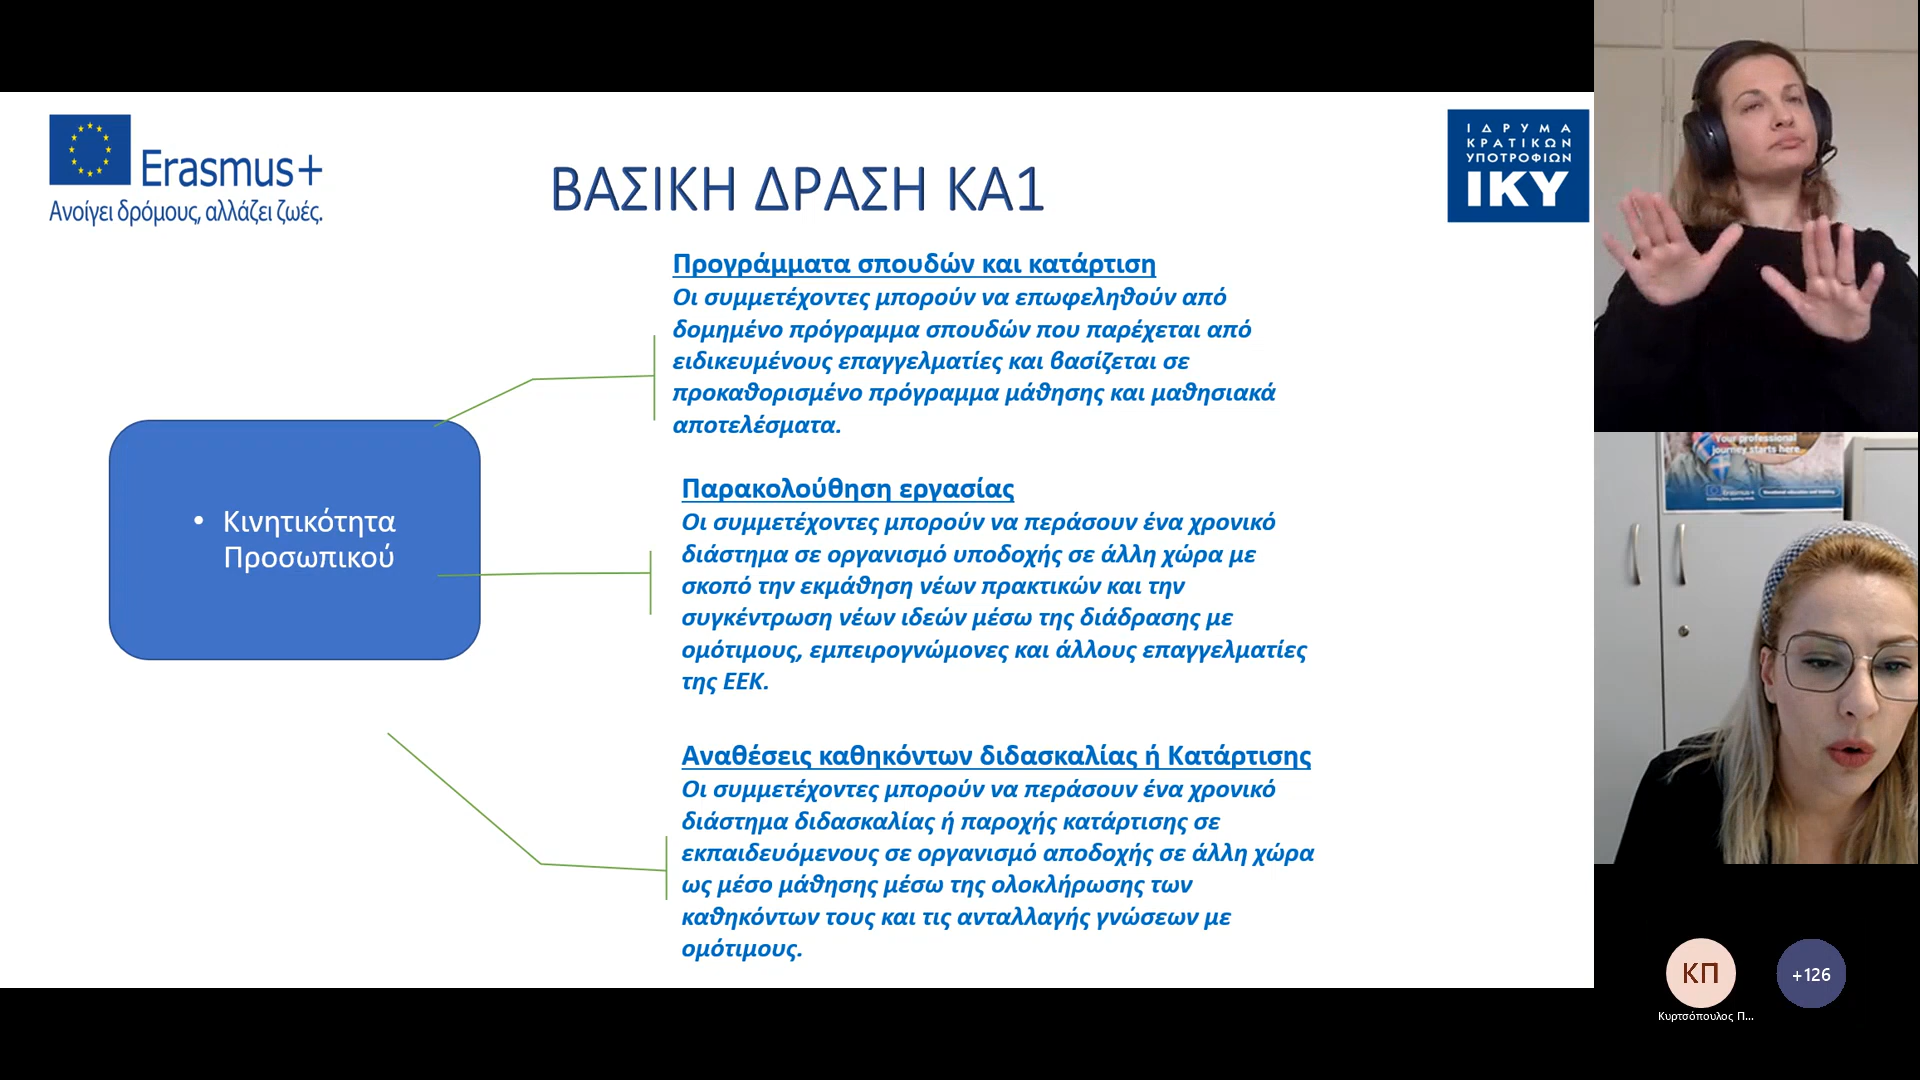 Erasmus+
Ανοίγει δρόμους, αλλάζει ζωές.
ΒΑΣΙΚΗ ΔΡΑΣΗ ΚΑ1
ΙΔΡΥΜΑ
ΚΡΑΤΙΚΩΝ
ΥΠΟΤΡΟΦΙΩΝ
ΙΚΥ
Προγράμματα σπουδών και κατάρτιση
Οι συμμετέχοντες μπορούν να επωφεληθούν από
δομημένο πρόγραμμα σπουδών που παρέχεται από
ειδικευμένους επαγγελματίες και βασίζεται σε
προκαθορισμένο πρόγραμμα μάθησης και μαθησιακά
αποτελέσματα.
• Κινητικότητα
Προσωπικού
Παρακολούθηση εργασίας
Οι συμμετέχοντες μπορούν να περάσουν ένα χρονικό
διάστημα σε οργανισμό υποδοχής σε άλλη χώρα με
σκοπό την εκμάθηση νέων πρακτικών και την
συγκέντρωση νέων ιδεών μέσω της διάδρασης με
ομότιμους, εμπειρογνώμονες και άλλους επαγγελματίες
της ΕΕΚ.
Αναθέσεις καθηκόντων διδασκαλίας ή Κατάρτισης
Οι συμμετέχοντες μπορούν να περάσουν ένα χρονικό
διάστημα διδασκαλίας ή παροχής κατάρτισης σε
εκπαιδευόμενους σε οργανισμό αποδοχής σε άλλη χώρα
ως μέσο μάθησης μέσω της ολοκλήρωσης των
καθηκόντων τους και τις ανταλλαγής γνώσεων με
ομότιμους.
Your professional
journey starts here
Erasmus+
ΚΠ
+126
Κυρτσόπουλος Π...